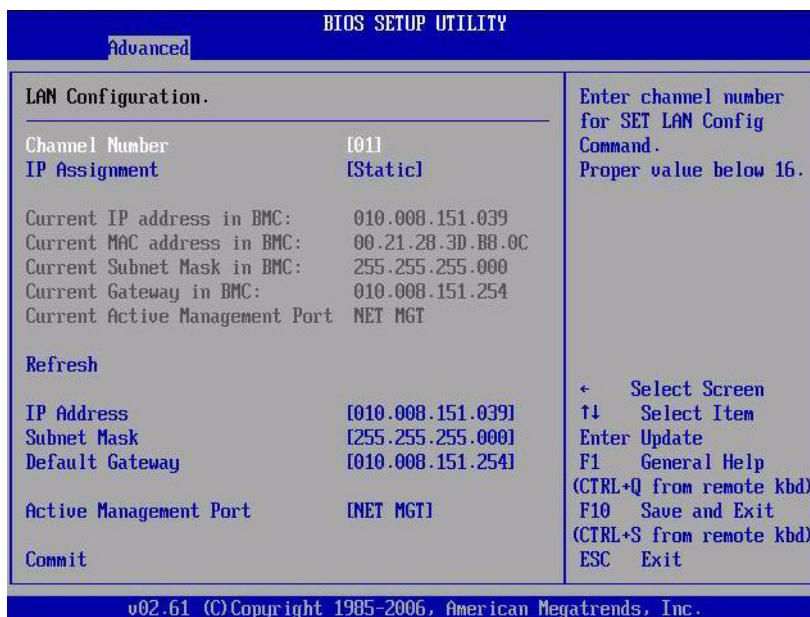 BIOS SETUP UTILITY
Advanced
LAN Configuration.
Channel Number [01]
IP Assignment [Static]
Current IP address in BMC: 010.008.151.039
Current MAC address in BMC: 00.21.28.3D.B8.0C
Current Subnet Mask in BMC: 255.255.255.000
Current Gateway in BMC: 010.008.151.254
Current Active Management Port NET MGT
Refresh
IP Address [010.008.151.039]
Subnet Mask [255.255.255.000]
Default Gateway [010.008.151.254]
Active Management Port [NET MGT]
Commit
Enter channel number
for SET LAN Config
Command.
Proper value below 16.
← Select Screen
↑↓ Select Item
Enter Update
F1 General Help
(CTRL+Q from remote kbd)
F10 Save and Exit
(CTRL+S from remote kbd)
ESC Exit
v02.61 (C)Copyright 1985-2006, American Megatrends, Inc.